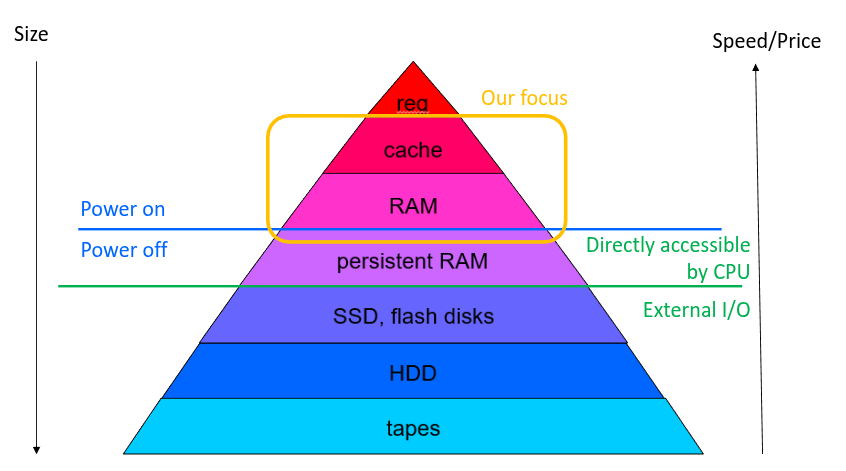 Size
Speed/Price
Our focus
reg
cache
RAM
Power on
Power off
Directly accessible
by CPU
persistent RAM
External I/O
SSD, flash disks
HDD
tapes